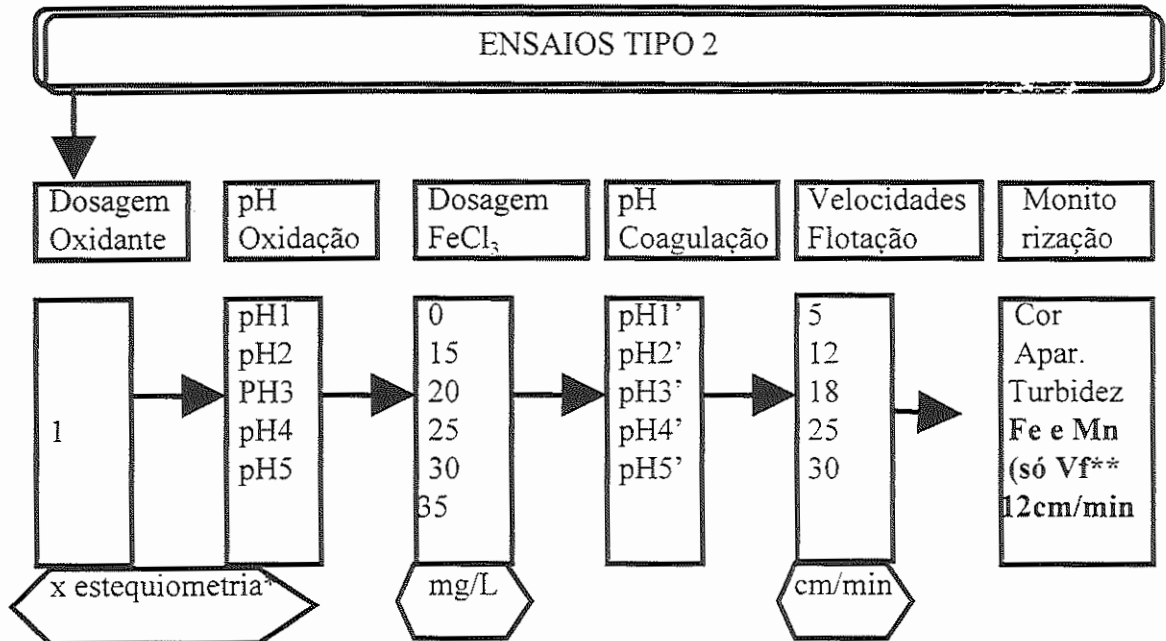 ENSAIOS TIPO 2
Dosagem
Oxidante
pH
Oxidação
Dosagem
FeCl₃
pH
Coagulação
Velocidades
Flotação
Monito
rização
1
pH1
pH2
PH3
pH4
pH5
0
15
20
25
30
35
pH1’
pH2’
pH3’
pH4’
pH5’
5
12
18
25
30
Cor
Apar.
Turbidez
Fe e Mn
(só Vf**
12cm/min
x estequiometria*
mg/L
cm/min